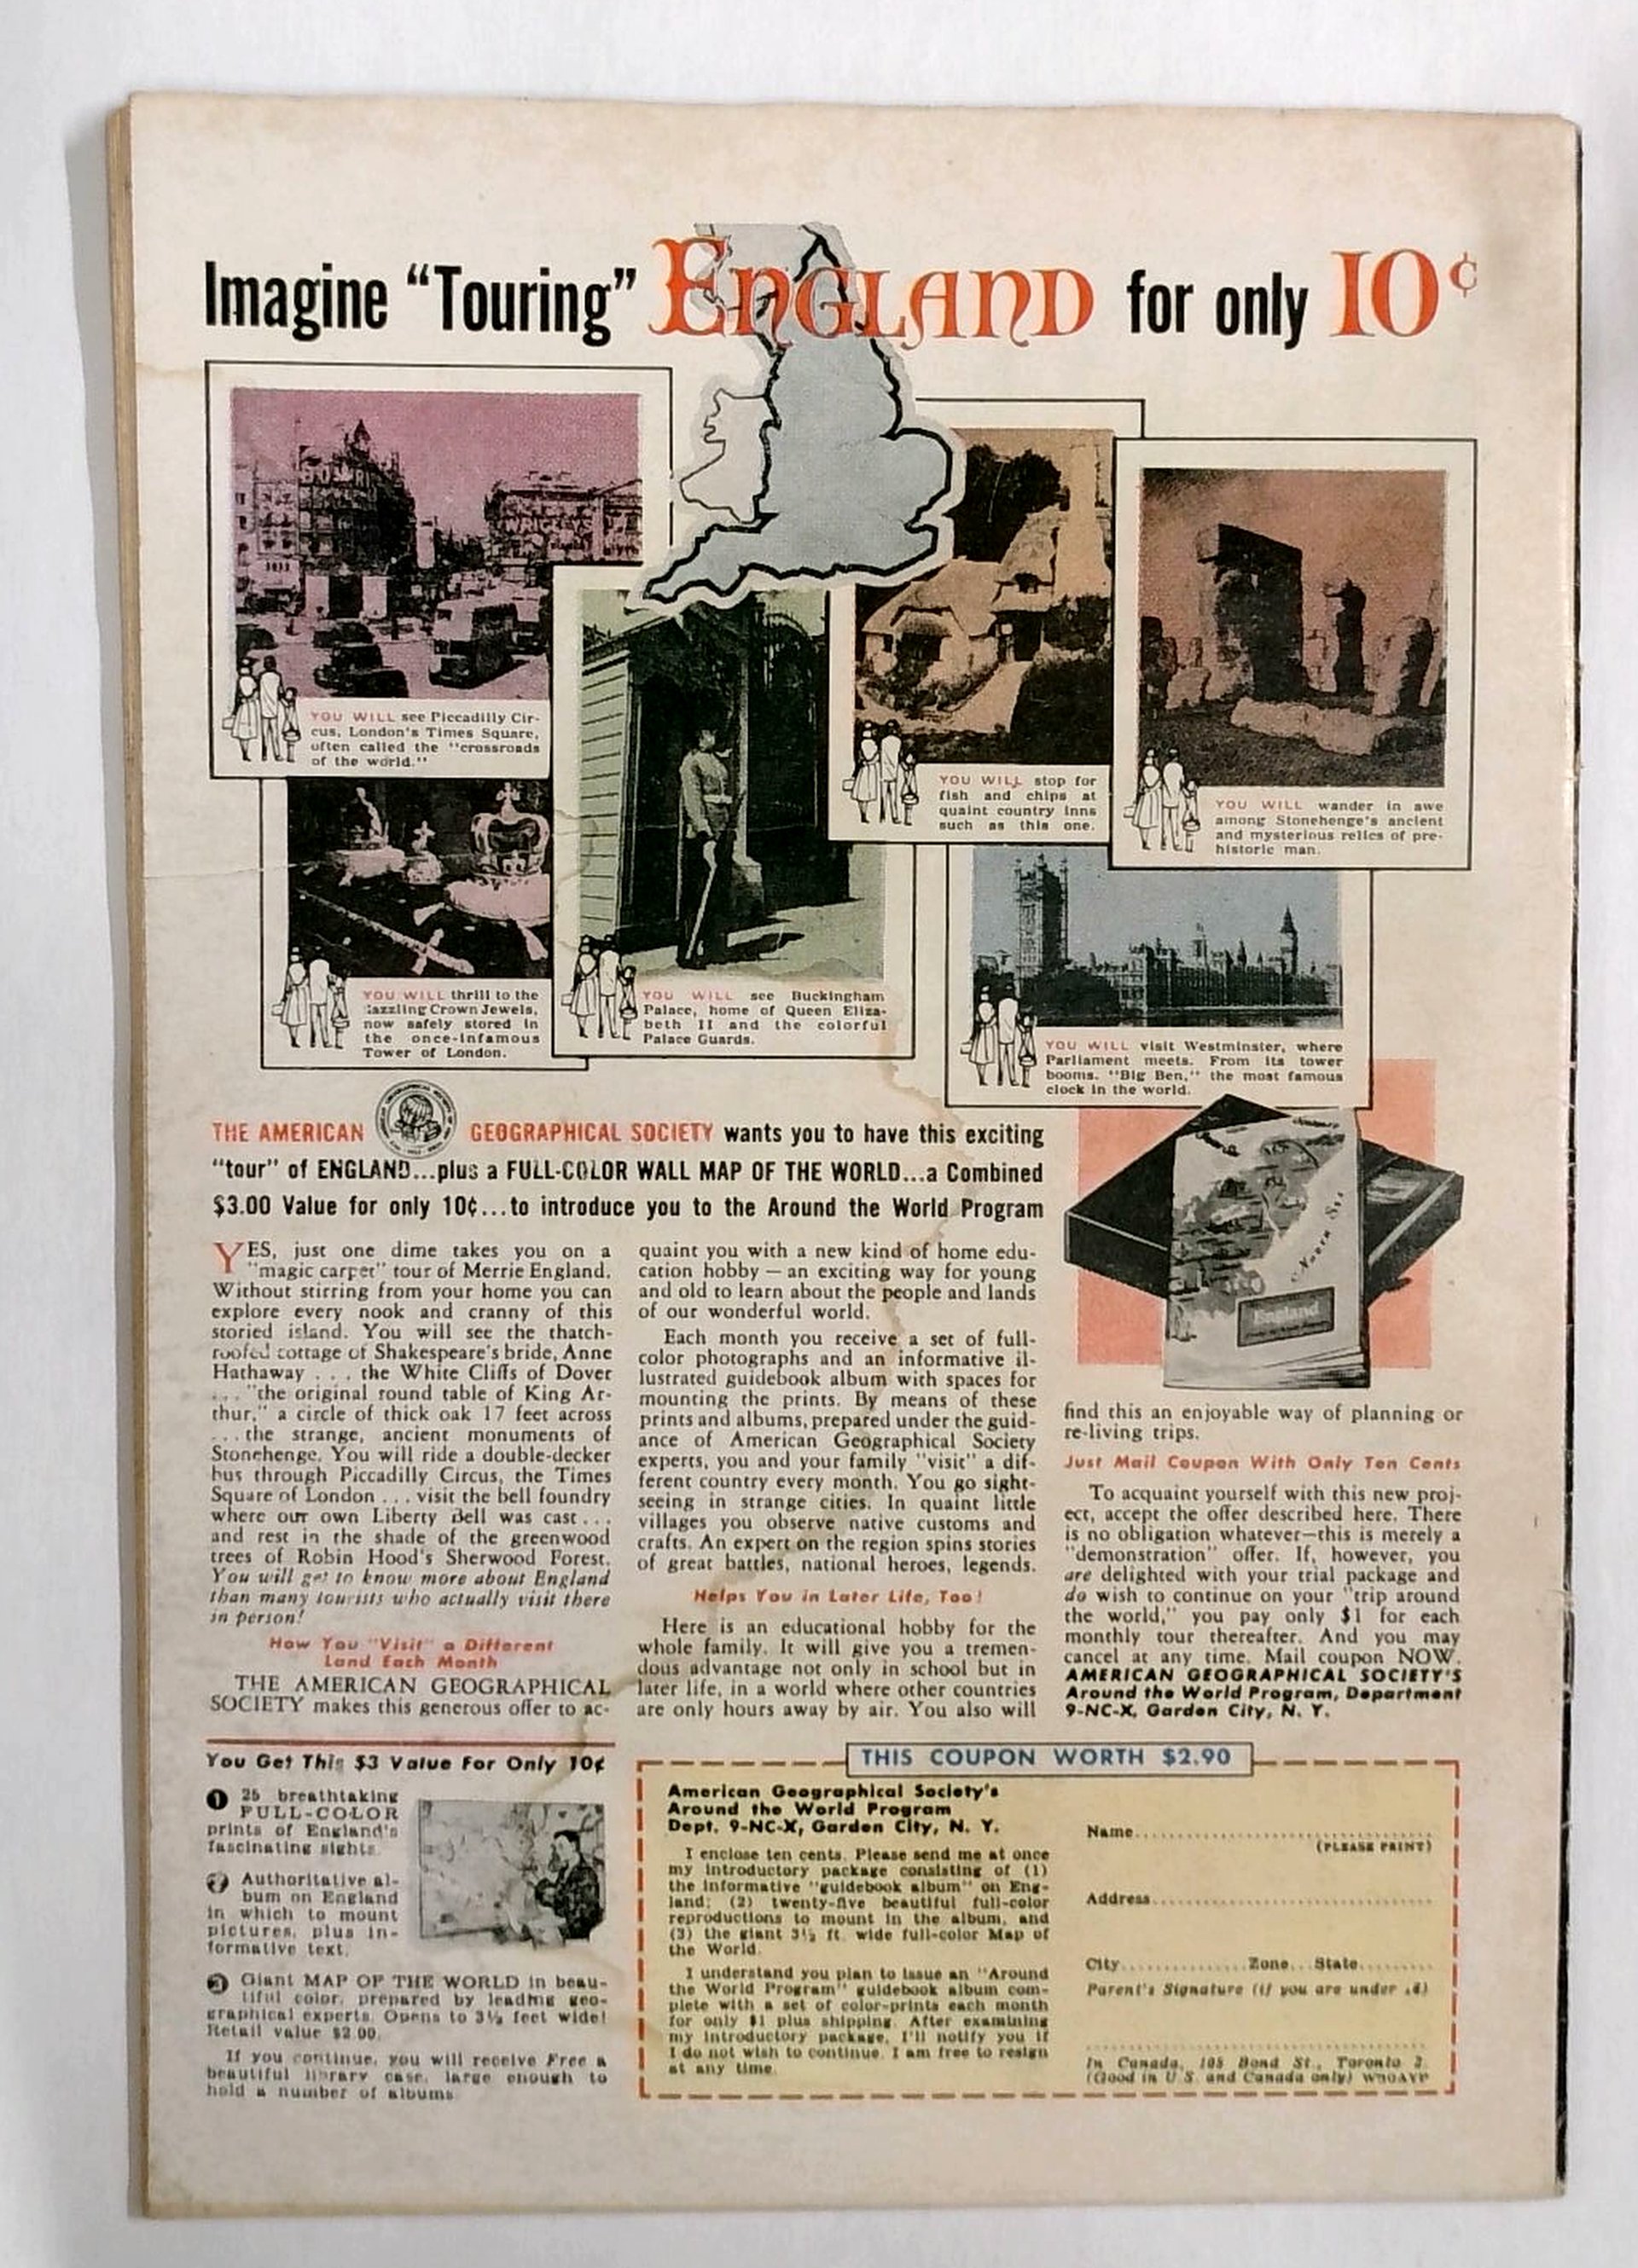 Imagine "Touring" ENGLAND for only 10¢
YOU WILL see Piccadilly Cir-
cus, London's Times Square,
often called the "crossroads
of the world."
YOU WILL stop for
fish and chips at
quaint country inns
such as this one.
YOU WILL wander in awe
among Stonehenge's ancient
and mysterious relics of pre-
historic man.
YOU WILL thrill to the
dazzling Crown Jewels,
now safely stored in
the once-infamous
Tower of London.
YOU WILL see Buckingham
Palace, home of Queen Eliza-
beth II and the colorful
Palace Guards.
YOU WILL visit Westminster, where
Parliament meets. From its tower
booms. "Big Ben," the most famous
clock in the world.
THE AMERICAN GEOGRAPHICAL SOCIETY wants you to have this exciting
"tour" of ENGLAND...plus a FULL-COLOR WALL MAP OF THE WORLD...a Combined
$3.00 Value for only 10¢...to introduce you to the Around the World Program
YES, just one dime takes you on a
"magic carpet" tour of Merrie England.
Without stirring from your home you can
explore every nook and cranny of this
storied island. You will see the thatch-
roofed cottage of Shakespeare's bride, Anne
Hathaway . . . the White Cliffs of Dover
. . . "the original round table of King Ar-
thur," a circle of thick oak 17 feet across
. . . the strange, ancient monuments of
Stonehenge. You will ride a double-decker
bus through Piccadilly Circus, the Times
Square of London . . . visit the bell foundry
where our own Liberty Bell was cast . . .
and rest in the shade of the greenwood
trees of Robin Hood's Sherwood Forest.
You will get to know more about England
than many tourists who actually visit there
in person!
How You "Visit" a Different
Land Each Month
THE AMERICAN GEOGRAPHICAL
SOCIETY makes this generous offer to ac-
quaint you with a new kind of home edu-
cation hobby — an exciting way for young
and old to learn about the people and lands
of our wonderful world.
Each month you receive a set of full-
color photographs and an informative il-
lustrated guidebook album with spaces for
mounting the prints. By means of these
prints and albums, prepared under the guid-
ance of American Geographical Society
experts, you and your family "visit" a dif-
ferent country every month. You go sight-
seeing in strange cities. In quaint little
villages you observe native customs and
crafts. An expert on the region spins stories
of great battles, national heroes, legends.
Helps You in Later Life, Too!
Here is an educational hobby for the
whole family. It will give you a tremen-
dous advantage not only in school but in
later life, in a world where other countries
are only hours away by air. You also will
North Sea
England
find this an enjoyable way of planning or
re-living trips.
Just Mail Coupon With Only Ten Cents
To acquaint yourself with this new proj-
ect, accept the offer described here. There
is no obligation whatever—this is merely a
"demonstration" offer. If, however, you
are delighted with your trial package and
do wish to continue on your "trip around
the world," you pay only $1 for each
monthly tour thereafter. And you may
cancel at any time. Mail coupon NOW.
AMERICAN GEOGRAPHICAL SOCIETY'S
Around the World Program, Department
9-NC-X, Garden City, N. Y.
You Get This $3 Value For Only 10¢
1 25 breathtaking
FULL-COLOR
prints of England's
fascinating sights.
2 Authoritative al-
bum on England
in which to mount
pictures, plus in-
formative text.
3 Giant MAP OF THE WORLD in beau-
tiful color, prepared by leading geo-
graphical experts. Opens to 3½ feet wide!
Retail value $2.00.
If you continue, you will receive Free a
beautiful library case, large enough to
hold a number of albums.
THIS COUPON WORTH $2.90
American Geographical Society's
Around the World Program
Dept. 9-NC-X, Garden City, N. Y.
I enclose ten cents. Please send me at once
my introductory package consisting of (1)
the informative "guidebook album" on Eng-
land; (2) twenty-five beautiful full-color
reproductions to mount in the album, and
(3) the giant 3½ ft. wide full-color Map of
the World.
I understand you plan to issue an "Around
the World Program" guidebook album com-
plete with a set of color-prints each month
for only $1 plus shipping. After examining
my introductory package, I'll notify you if
I do not wish to continue. I am free to resign
at any time.
Name
(PLEASE PRINT)
Address
City Zone State
Parent's Signature (if you are under 18)
In Canada, 105 Bond St., Toronto 2.
(Good in U.S. and Canada only)